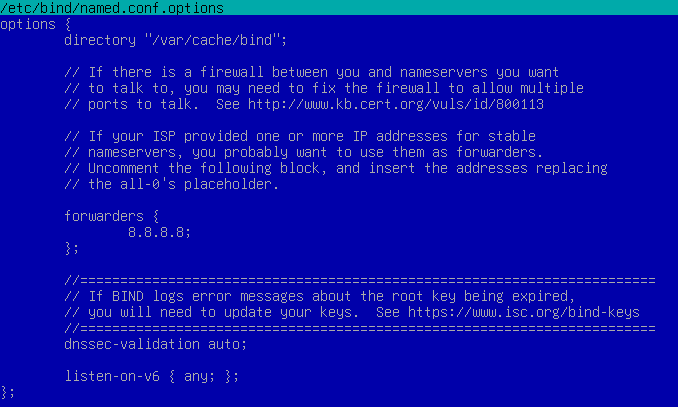 /etc/bind/named.conf.options
options {
directory "/var/cache/bind";
// If there is a firewall between you and nameservers you want
// to talk to, you may need to fix the firewall to allow multiple
// ports to talk.  See http://www.kb.cert.org/vuls/id/800113
// If your ISP provided one or more IP addresses for stable
// nameservers, you probably want to use them as forwarders.
// Uncomment the following block, and insert the addresses replacing
// the all-0's placeholder.
forwarders {
8.8.8.8;
};
//========================================================================
// If BIND logs error messages about the root key being expired,
// you will need to update your keys.  See https://www.isc.org/bind-keys
//========================================================================
dnssec-validation auto;
listen-on-v6 { any; };
};